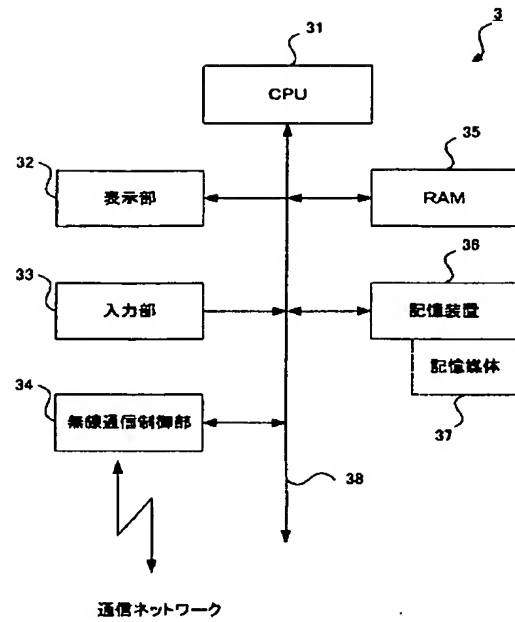 3
31
CPU
32
表示部
35
RAM
33
入力部
36
記憶装置
記憶媒体
37
34
無線通信制御部
38
通信ネットワーク